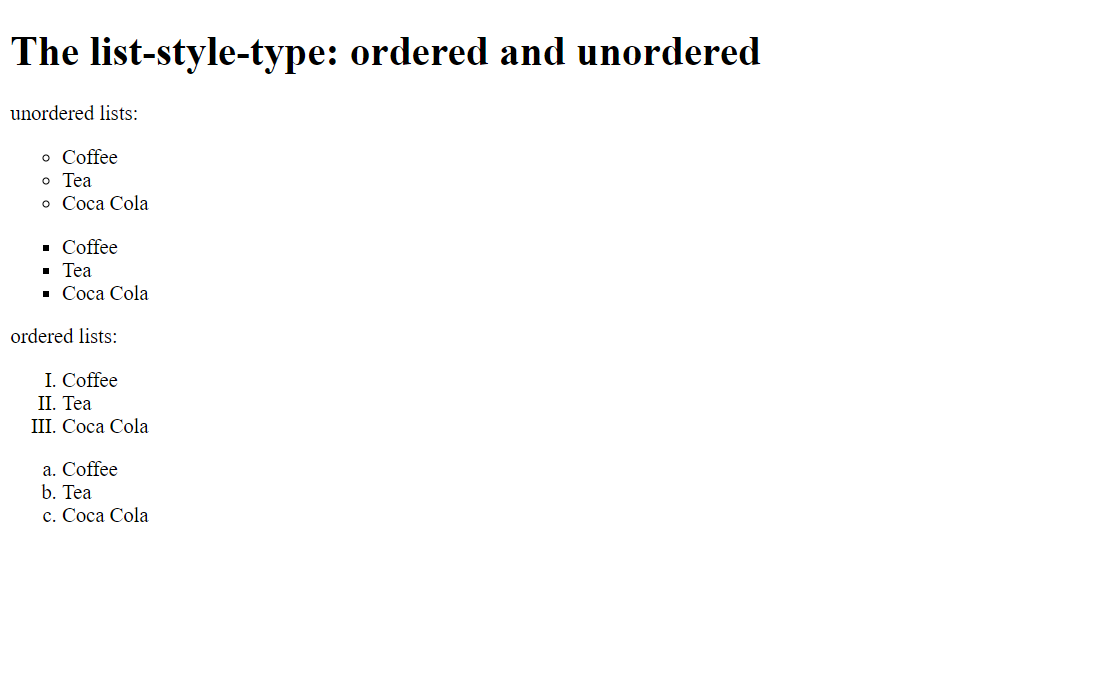 The list-style-type: ordered and unordered
unordered lists:
○ Coffee
○ Tea
○ Coca Cola
■ Coffee
■ Tea
■ Coca Cola
ordered lists:
I. Coffee
II. Tea
III. Coca Cola
a. Coffee
b. Tea
c. Coca Cola